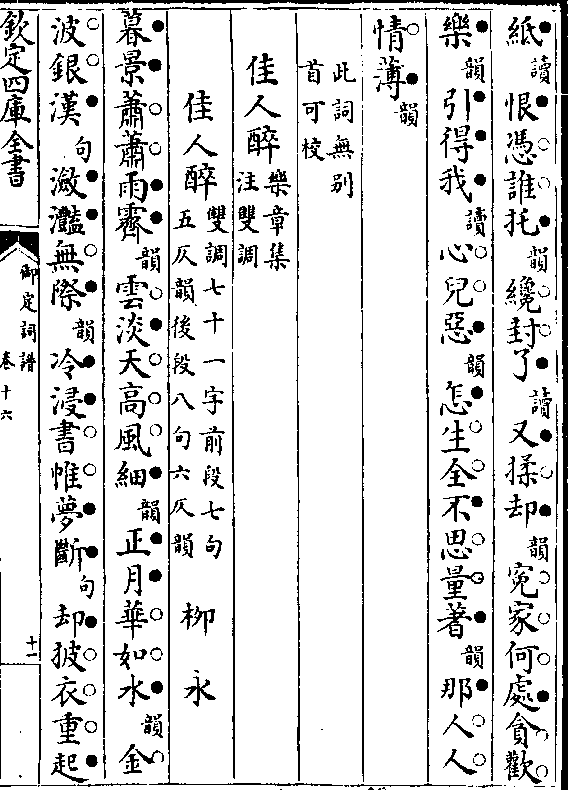 紙讀恨憑誰托韻纔封了讀又揉却韻寃家何處貪歡
樂韻引得我讀心兒惡韻怎生全不思量著韻那人人
情薄韻
此詞無别
首可校
佳人醉樂章集
注雙調
佳人醉雙調七十一字前段七句
五仄韻後段八句六仄韻 柳永
暮景蕭蕭雨霽韻雲淡天高風細韻正月華如水韻金
波銀漢句瀲灩無際韻冷浸書帷夢斷句却披衣重起
欽定四庫全書
御定詞譜
卷十六
十一